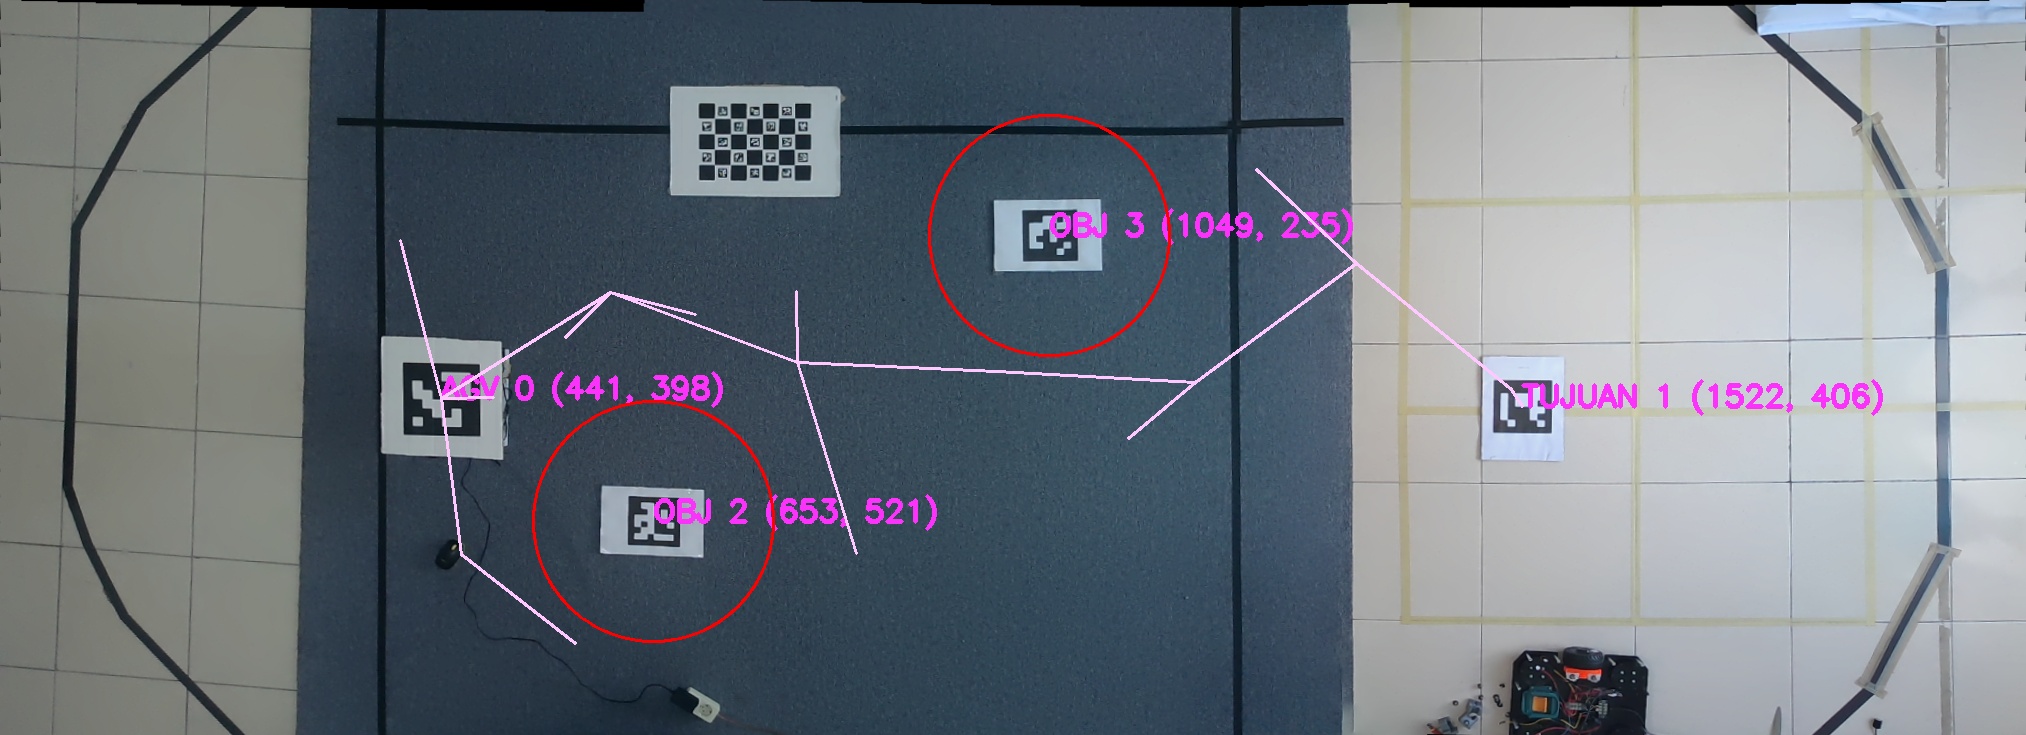 OBJ 3 (1049, 235)
AGV 0 (441, 398)
TUJUAN 1 (1522, 406)
OBJ 2 (653, 521)